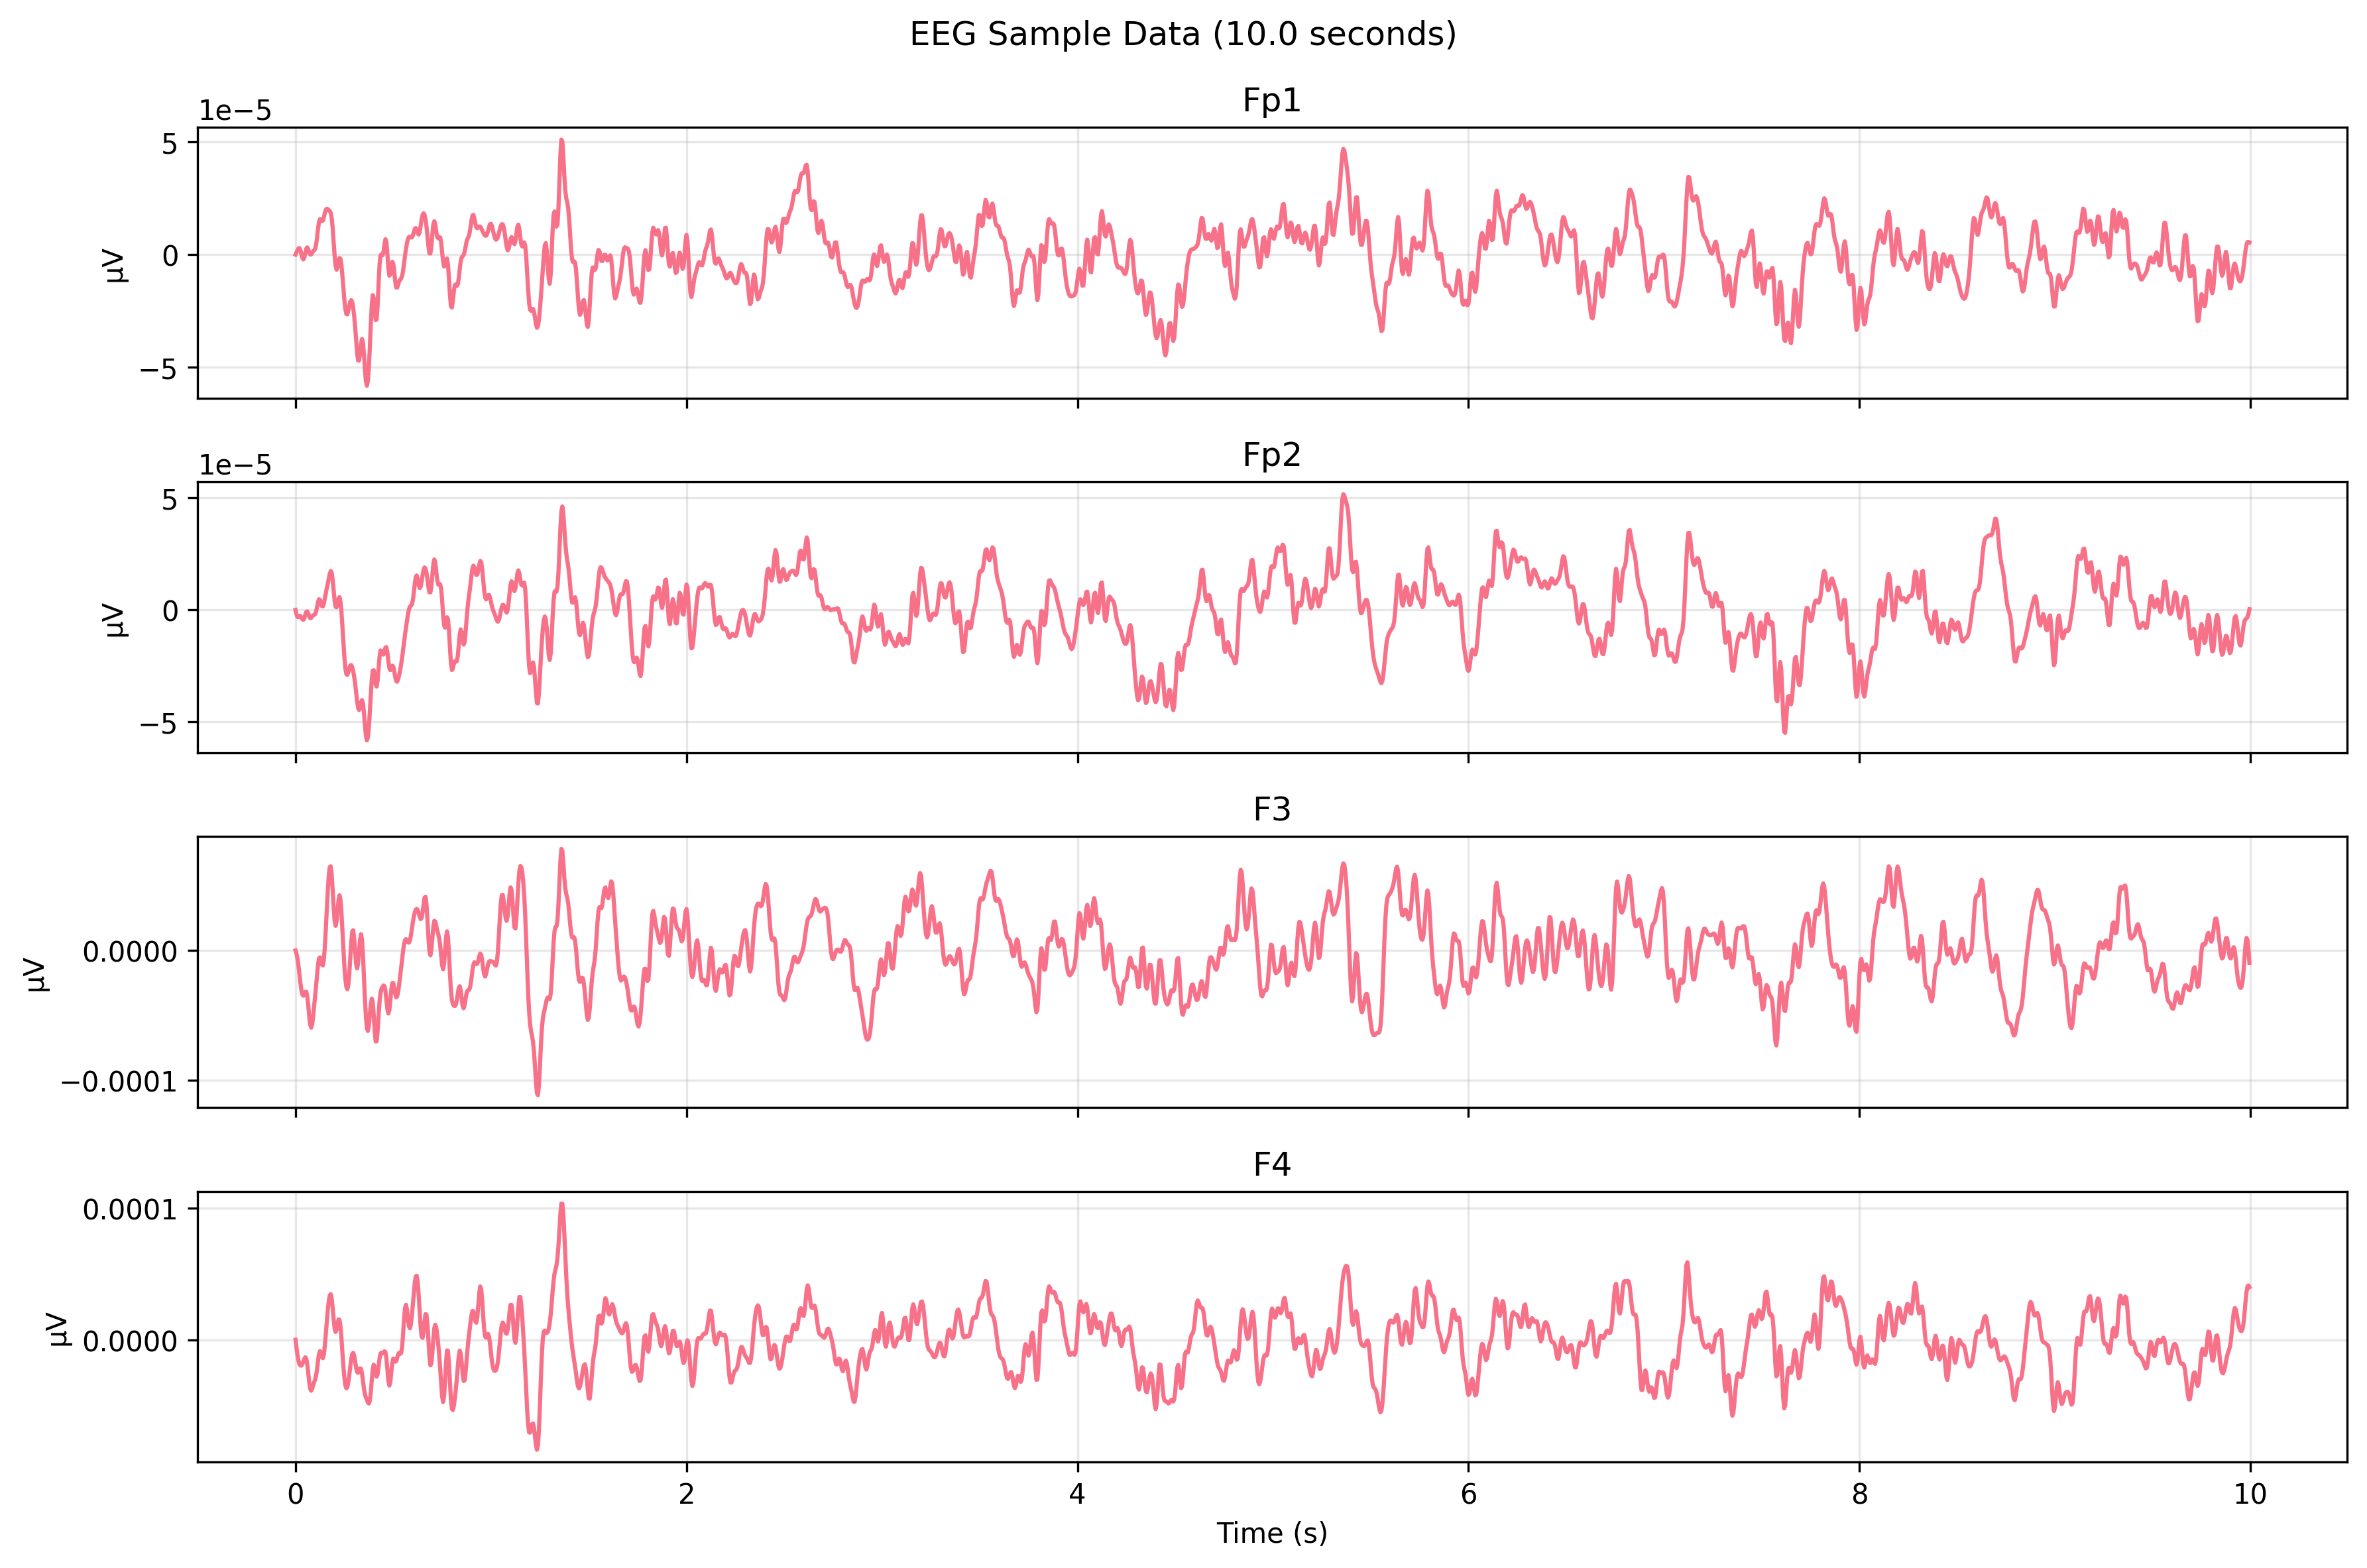 EEG Sample Data (10.0 seconds)
Fp1
1e−5
5
0
−5
µV
Fp2
1e−5
5
0
−5
µV
F3
0.0000
−0.0001
µV
F4
0.0001
0.0000
µV
0 2 4 6 8 10
Time (s)